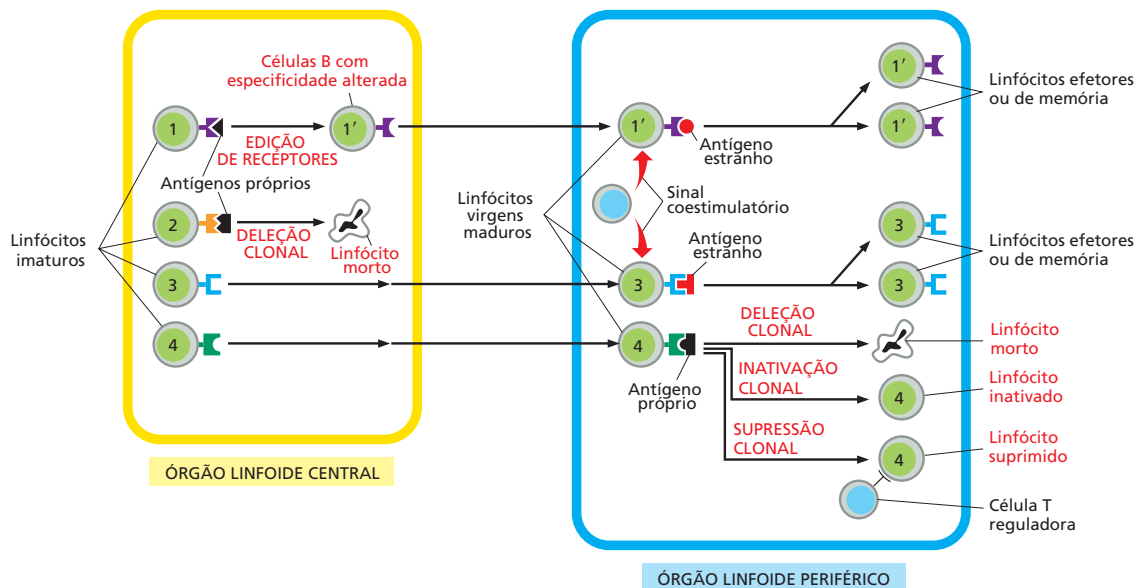 Células B com
especificidade alterada
1
1′
EDIÇÃO
DE RECEPTORES
Antígenos próprios
2
DELEÇÃO
CLONAL
Linfócito
morto
Linfócitos
imaturos
3
4
ÓRGÃO LINFOIDE CENTRAL
1′
Antígeno
estranho
1′
1′
Linfócitos efetores
ou de memória
Linfócitos
virgens
maduros
Sinal
coestimulatório
Antígeno
estranho
3
3
3
Linfócitos efetores
ou de memória
4
Antígeno
próprio
DELEÇÃO
CLONAL
Linfócito
morto
INATIVAÇÃO
CLONAL
4
Linfócito
inativado
SUPRESSÃO
CLONAL
4
Linfócito
suprimido
Célula T
reguladora
ÓRGÃO LINFOIDE PERIFÉRICO